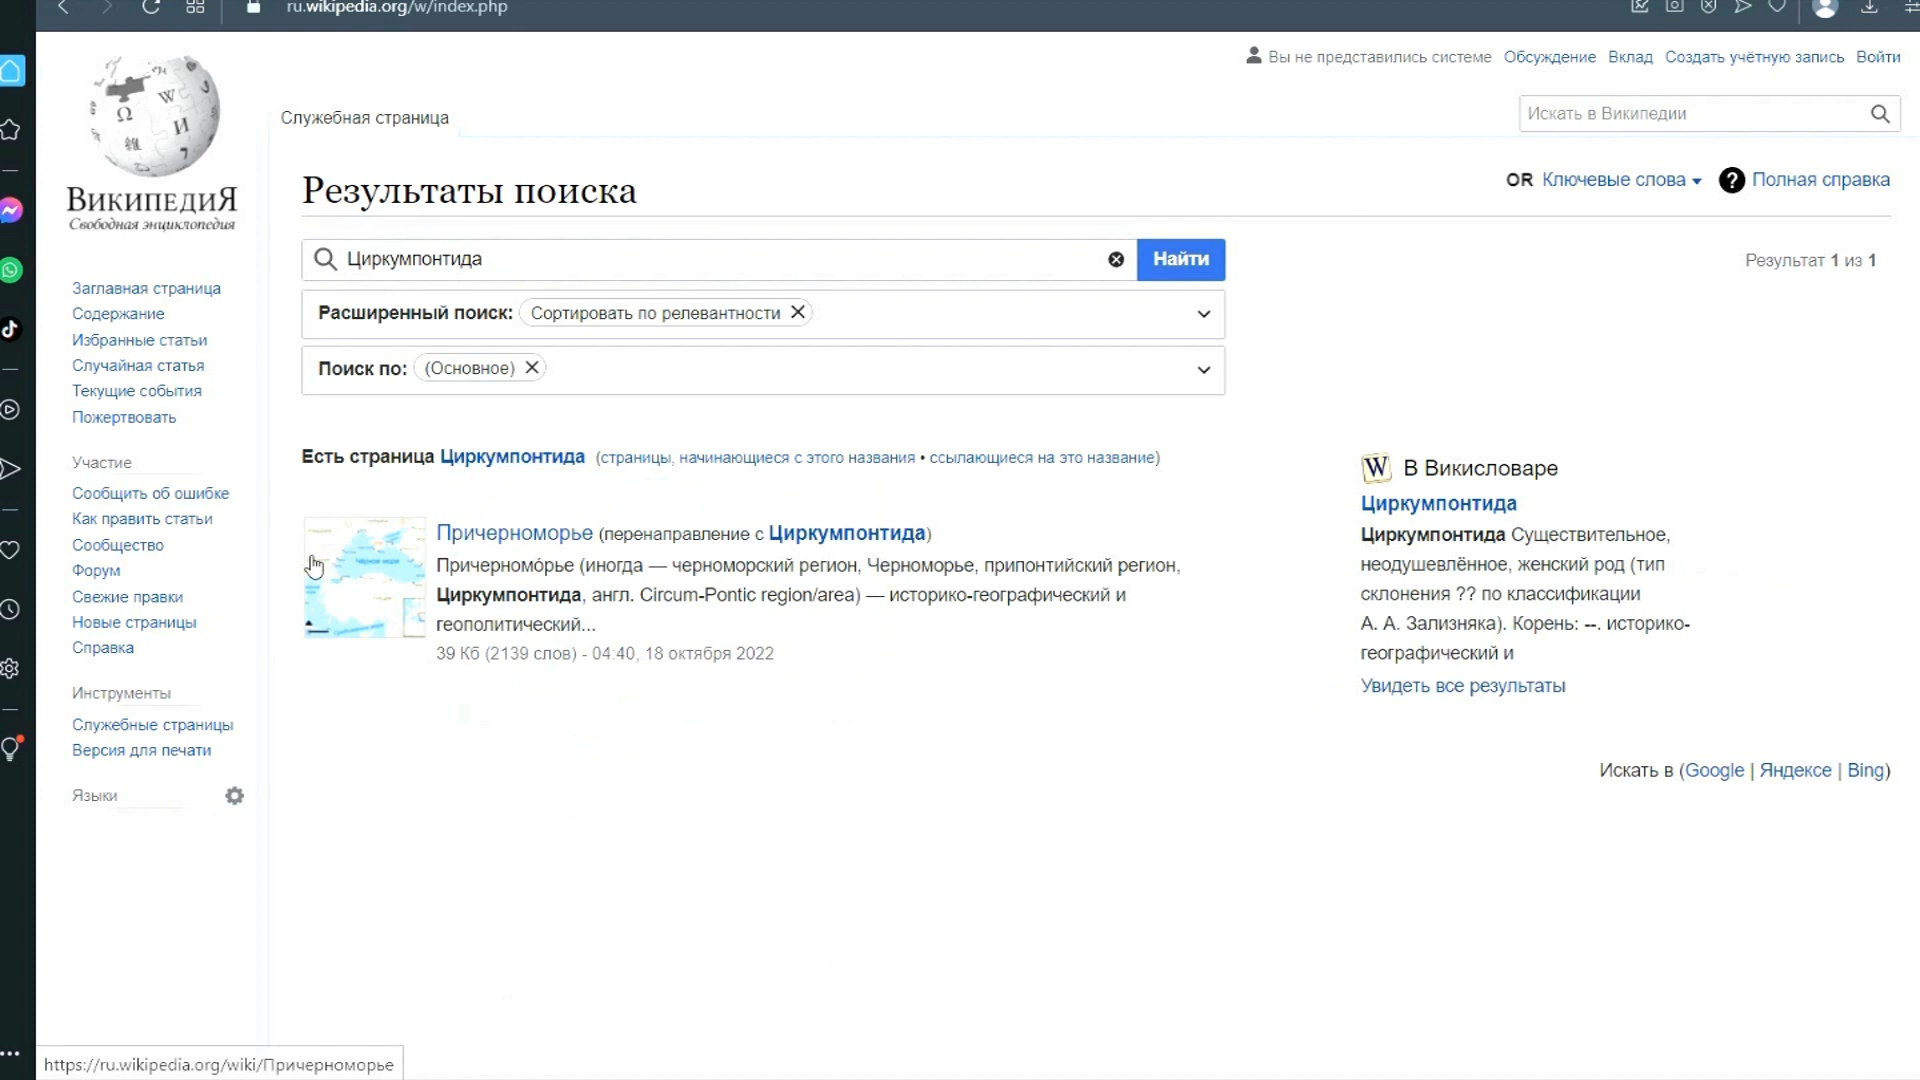 ru.wikipedia.org/w/index.php
Вы не представились системе Обсуждение Вклад Создать учётную запись Войти
Служебная страница
Искать в Википедии
ВикипедиЯ
Свободная энциклопедия
Результаты поиска
OR Ключевые слова
? Полная справка
Циркумпонтида
Найти
Результат 1 из 1
Расширенный поиск: Сортировать по релевантности
Поиск по: (Основное)
Заглавная страница
Содержание
Избранные статьи
Случайная статья
Текущие события
Пожертвовать
Участие
Сообщить об ошибке
Как править статьи
Сообщество
Форум
Свежие правки
Новые страницы
Справка
Инструменты
Служебные страницы
Версия для печати
Языки
Есть страница Циркумпонтида (страницы, начинающиеся с этого названия • ссылающиеся на это название)
Причерноморье (перенаправление с Циркумпонтида)
Причерномо́рье (иногда — черноморский регион, Черноморье, припонтийский регион,
Циркумпонтида, англ. Circum-Pontic region/area) — историко-географический и
геополитический...
39 Кб (2139 слов) - 04:40, 18 октября 2022
W В Викисловаре
Циркумпонтида
Циркумпонтида Существительное,
неодушевлённое, женский род (тип
склонения ?? по классификации
А. А. Зализняка). Корень: --. историко-
географический и
Увидеть все результаты
Искать в (Google | Яндексе | Bing)
https://ru.wikipedia.org/wiki/Причерноморье